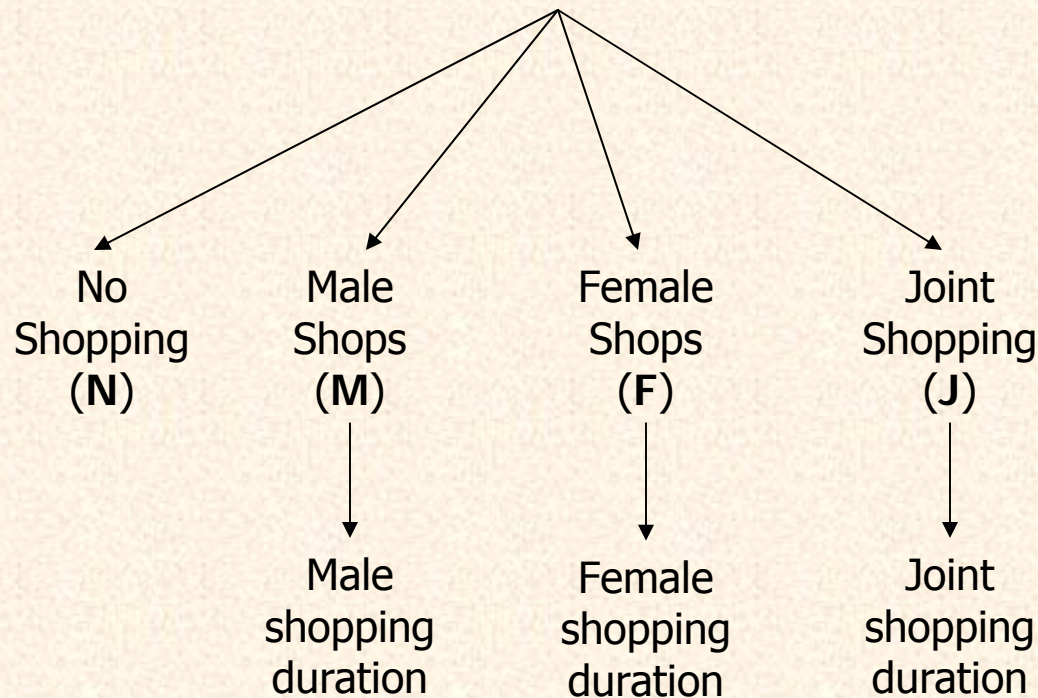 No
Shopping
(N)
Male
Shops
(M)
Female
Shops
(F)
Joint
Shopping
(J)
Male
shopping
duration
Female
shopping
duration
Joint
shopping
duration